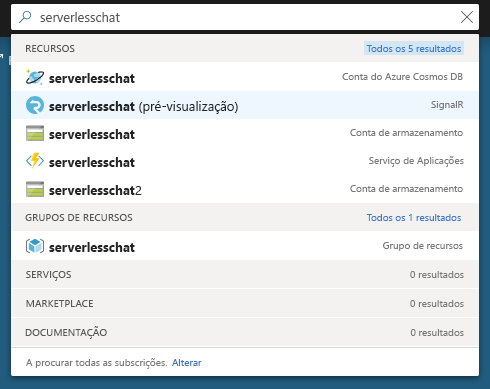 serverlesschat
RECURSOS Todos os 5 resultados
serverlesschat Conta do Azure Cosmos DB
serverlesschat (pré-visualização) SignalR
serverlesschat Conta de armazenamento
serverlesschat Serviço de Aplicações
serverlesschat2 Conta de armazenamento
GRUPOS DE RECURSOS Todos os 1 resultados
serverlesschat Grupo de recursos
SERVIÇOS 0 resultados
MARKETPLACE 0 resultados
DOCUMENTAÇÃO 0 resultados
A procurar todas as subscrições. Alterar